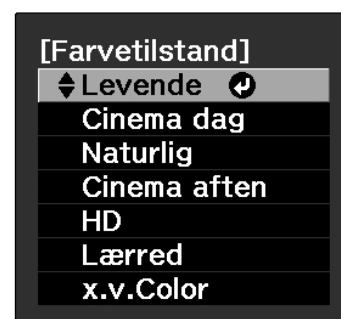 [Farvetilstand]
Levende
Cinema dag
Naturlig
Cinema aften
HD
Lærred
x.v.Color